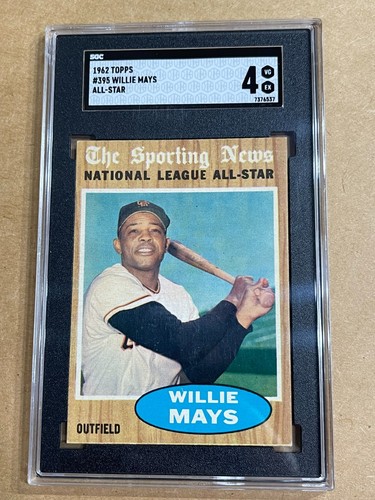 SGC
1962 TOPPS
#395 WILLIE MAYS
ALL-STAR
4
VG
EX
7376537
The Sporting News
NATIONAL LEAGUE ALL-STAR
WILLIE
MAYS
OUTFIELD